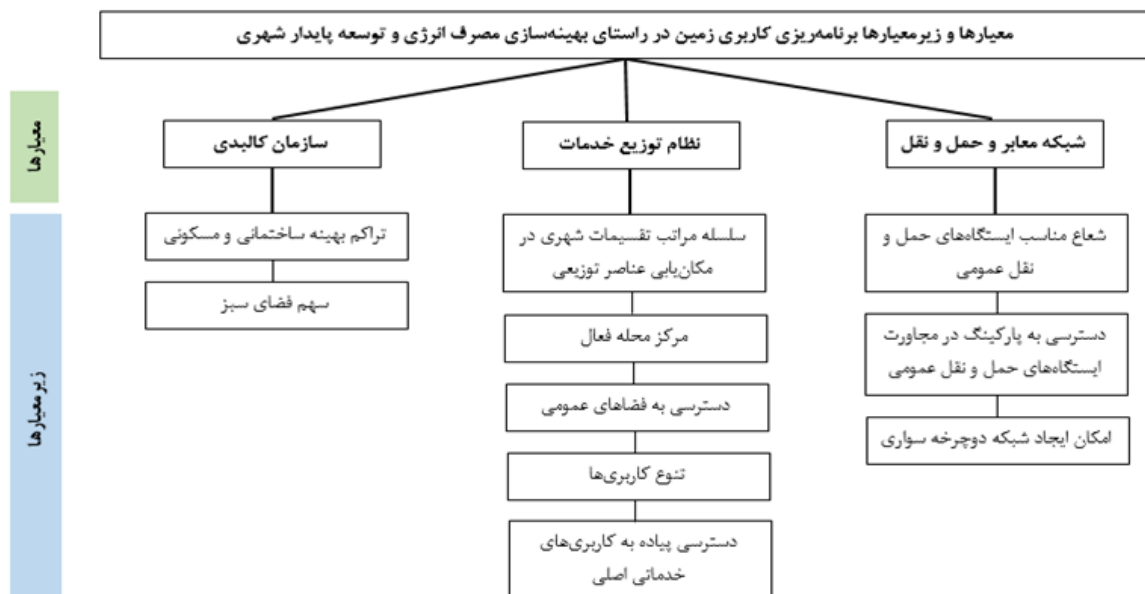 معیارها و زیرمعیارها برنامه‌ریزی کاربری زمین در راستای بهینه‌سازی مصرف انرژی و توسعه پایدار شهری
معیارها
شبکه معابر و حمل و نقل
نظام توزیع خدمات
سازمان کالبدی
زیرمعیارها
شعاع مناسب ایستگاه‌های حمل و
نقل عمومی
دسترسی به پارکینگ در مجاورت
ایستگاه‌های حمل و نقل عمومی
امکان ایجاد شبکه دوچرخه سواری
سلسله مراتب تقسیمات شهری در
مکان‌یابی عناصر توزیعی
مرکز محله فعال
دسترسی به فضاهای عمومی
تنوع کاربری‌ها
دسترسی پیاده به کاربری‌های
خدماتی اصلی
تراکم بهینه ساختمانی و مسکونی
سهم فضای سبز